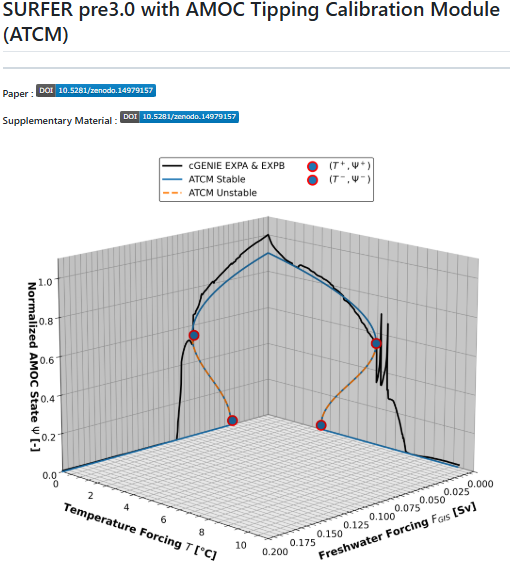 SURFER pre3.0 with AMOC Tipping Calibration Module
(ATCM)
Paper : DOI 10.5281/zenodo.14979157
Supplementary Material : DOI 10.5281/zenodo.14979157
cGENIE EXPA & EXPB
ATCM Stable
ATCM Unstable
(T⁺, Ψ⁺)
(T⁻, Ψ⁻)
Normalized AMOC State Ψ [-]
1.0
0.8
0.6
0.4
0.2
0.0
0
2
4
6
8
10
Temperature Forcing T [°C]
0.200
0.175
0.150
0.125
0.100
0.075
0.050
0.025
0.000
Freshwater Forcing F_GIS [Sv]